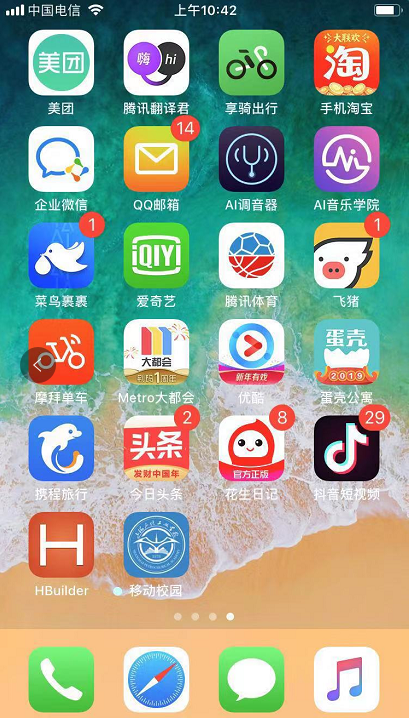 中国电信 上午10:42
美团
嗨 hi
大联欢
淘
美团 腾讯翻译君 享骑出行 手机淘宝
14
企业微信 QQ邮箱 AI调音器 AI音乐学院
1 iQIYI 1
菜鸟裹裹 爱奇艺 腾讯体育 飞猪
大都会
蛋壳
新年有戏
2019
摩拜单车 Metro大都会 优酷 蛋壳公寓
2 8 29
头条
发财中国年
官方正版
携程旅行 今日头条 花生日记 抖音短视频
H
HBuilder 移动校园